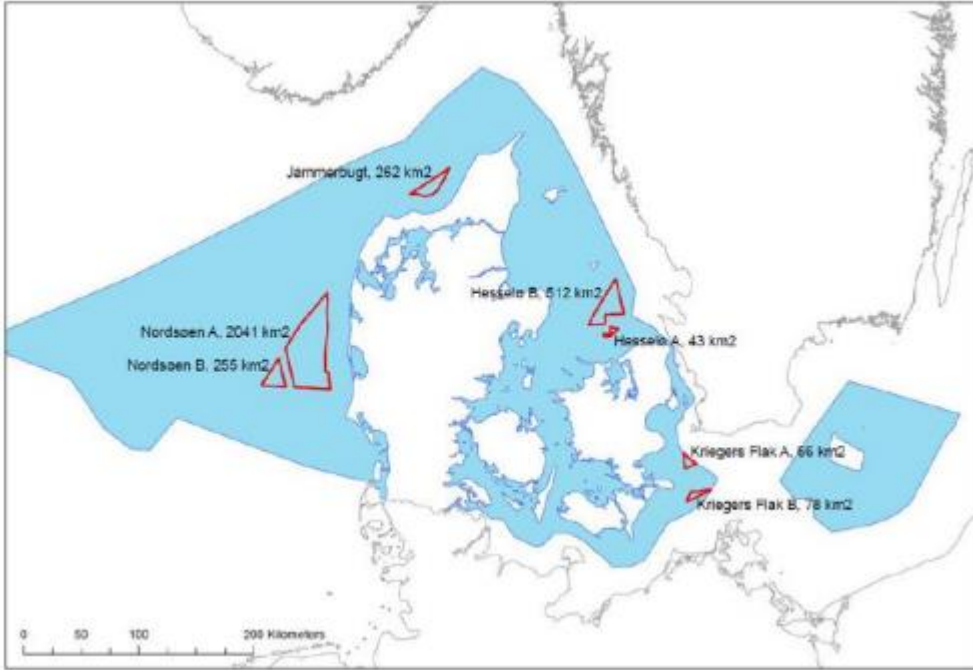 Jammerbugt, 262 km2
Hesselø B, 512 km2
Nordsøen A, 2041 km2
Hesselø A, 43 km2
Nordsøen B, 255 km2
Kriegers Flak A, 66 km2
Kriegers Flak B, 78 km2
0 50 100 200 Kilometers